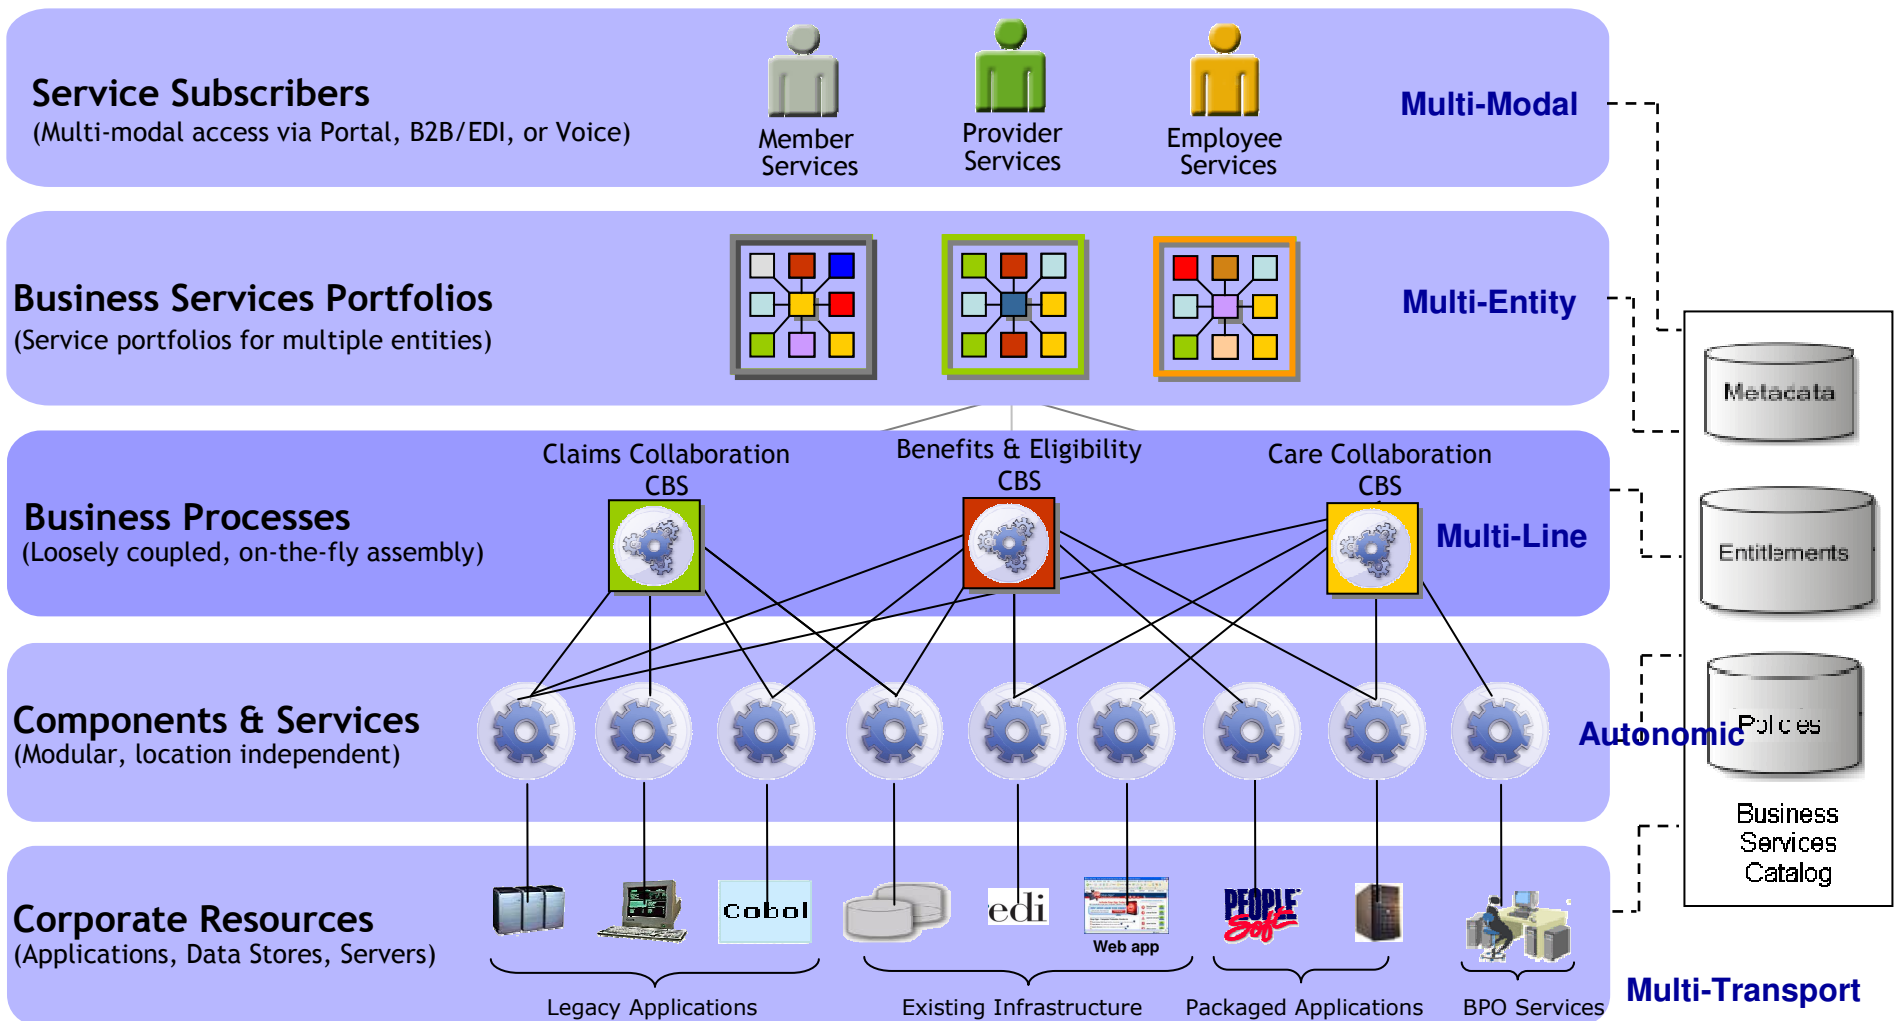 Service Subscribers
(Multi-modal access via Portal, B2B/EDI, or Voice)
Member
Services
Provider
Services
Employee
Services
Multi-Modal
Business Services Portfolios
(Service portfolios for multiple entities)
Multi-Entity
Business Processes
(Loosely coupled, on-the-fly assembly)
Claims Collaboration
CBS
Benefits & Eligibility
CBS
Care Collaboration
CBS
Multi-Line
Components & Services
(Modular, location independent)
Autonomic
Corporate Resources
(Applications, Data Stores, Servers)
Cobol
edi
Web app
PEOPLE
Soft
Legacy Applications
Existing Infrastructure
Packaged Applications
BPO Services
Multi-Transport
Metadata
Entitlements
Policies
Business
Services
Catalog